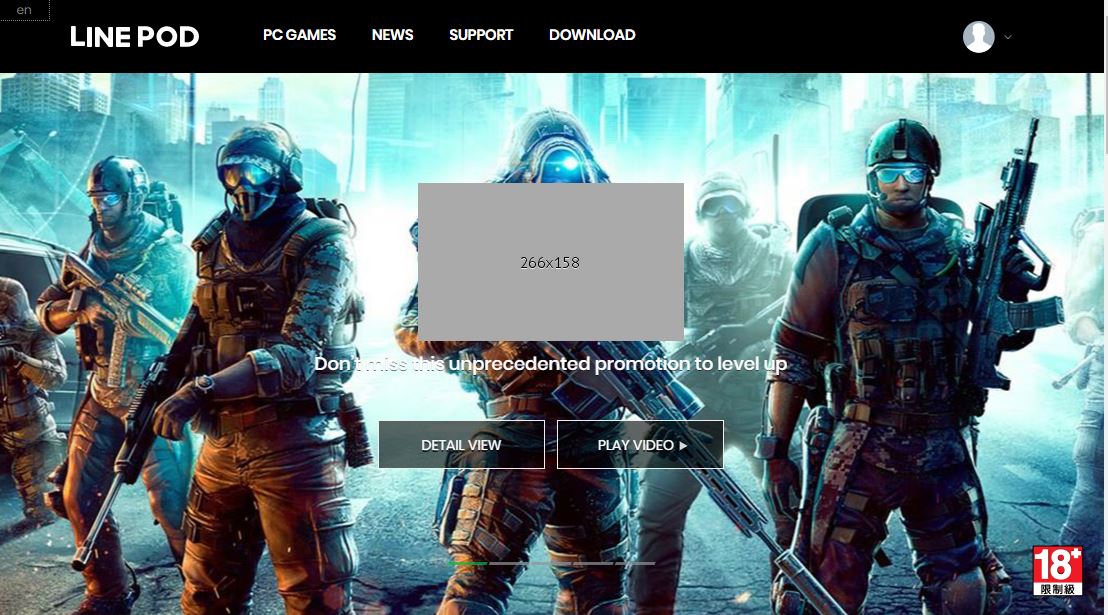 en
LINE POD
PC GAMES
NEWS
SUPPORT
DOWNLOAD
266x158
Don't miss this unprecedented promotion to level up
DETAIL VIEW
PLAY VIDEO
18+
限制級